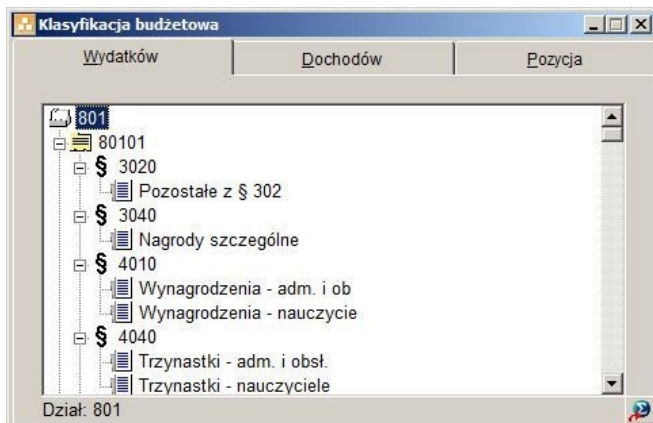 Klasyfikacja budżetowa
Wydatków Dochodów Pozycja
801
80101
§ 3020
Pozostałe z § 302
§ 3040
Nagrody szczególne
§ 4010
Wynagrodzenia - adm. i ob
Wynagrodzenia - nauczycie
§ 4040
Trzynastki - adm. i obsł.
Trzynastki - nauczyciele
Dział: 801